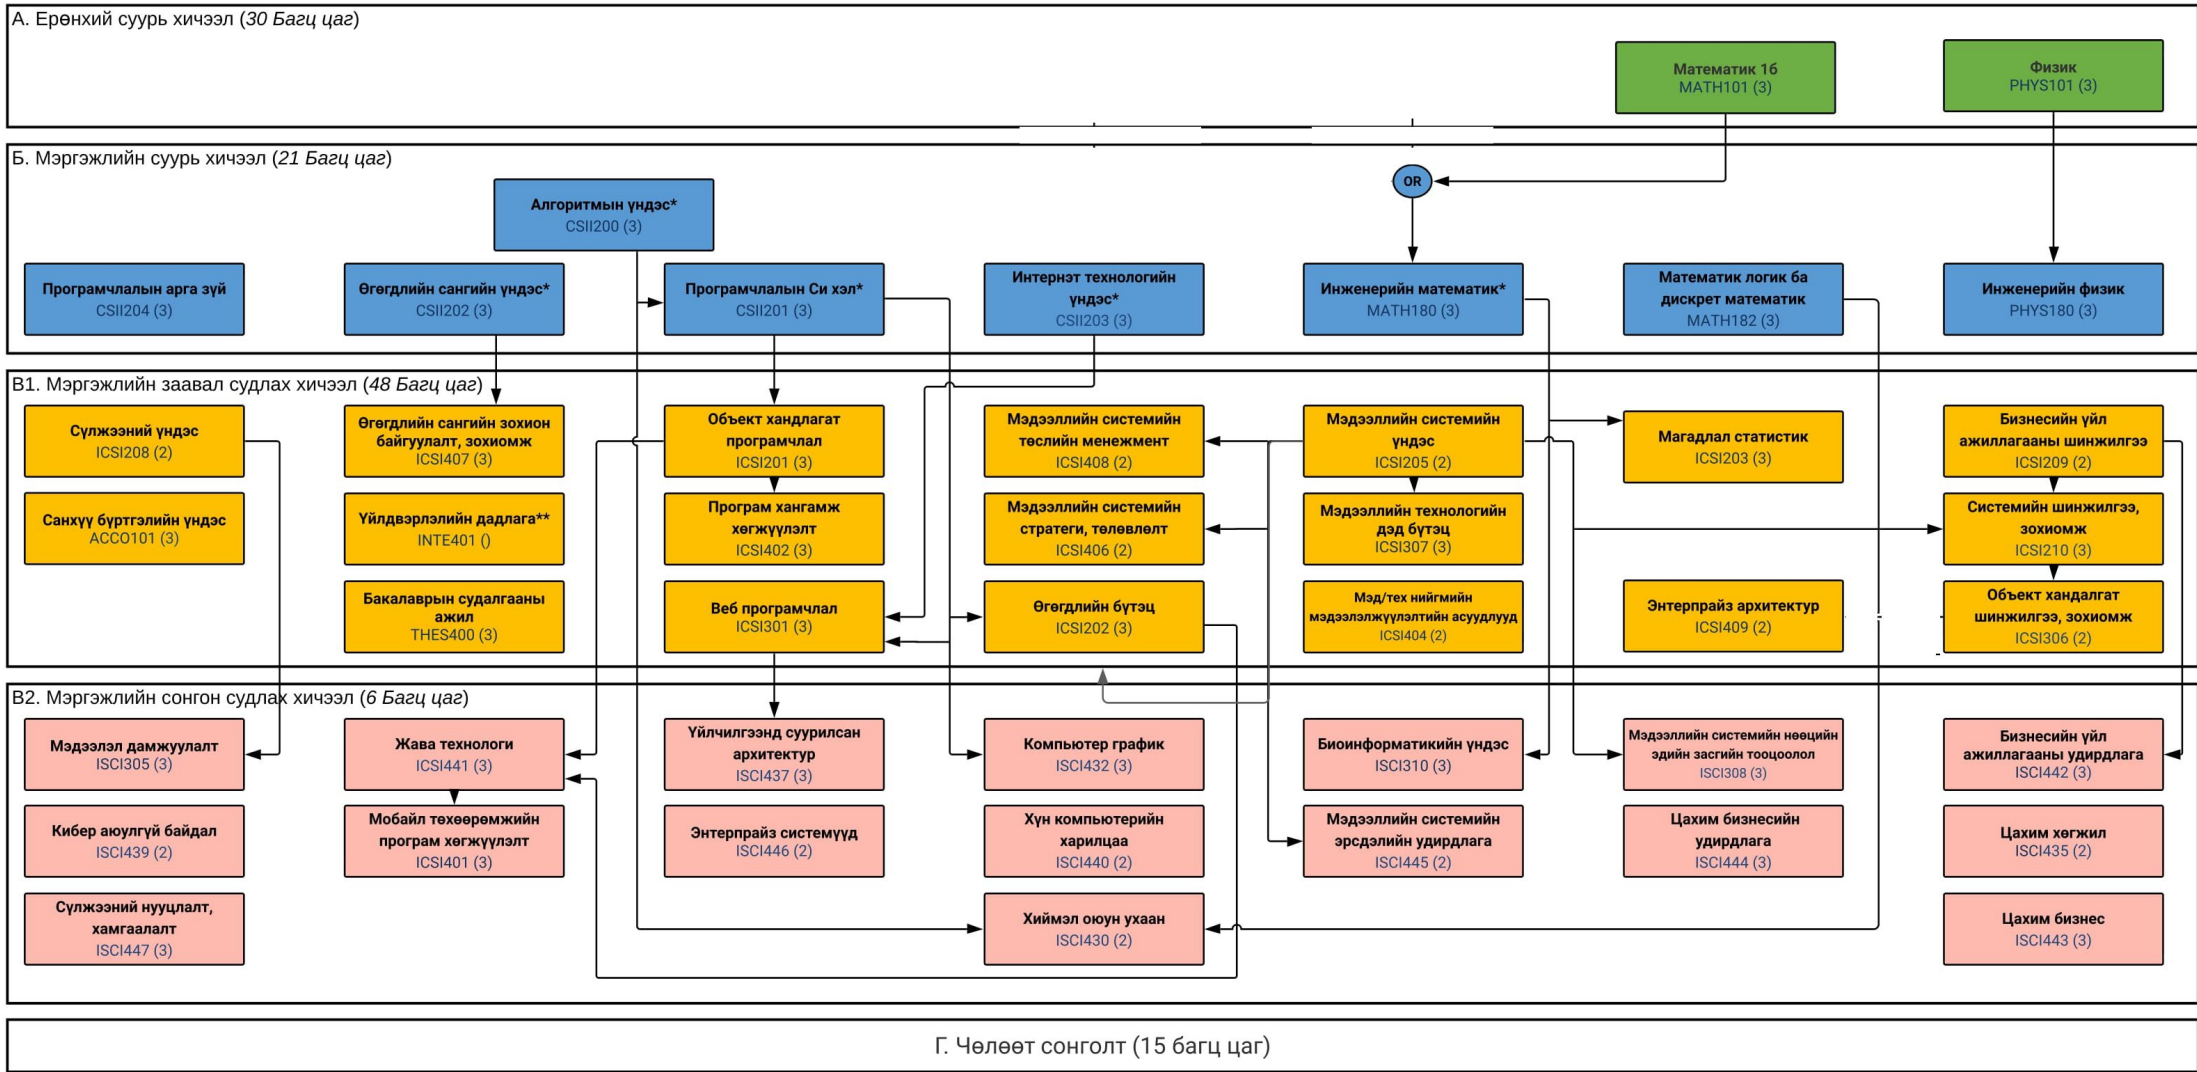 А. Ерөнхий суурь хичээл (30 Багц цаг)
Математик 1б
MATH101 (3)
Физик
PHYS101 (3)
Б. Мэргэжлийн суурь хичээл (21 Багц цаг)
OR
Алгоритмын үндэс*
CSII200 (3)
Програмчлалын арга зүй
CSII204 (3)
Өгөгдлийн сангийн үндэс*
CSII202 (3)
Програмчлалын Си хэл*
CSII201 (3)
Интернэт технологийн
үндэс*
CSII203 (3)
Инженерийн математик*
MATH180 (3)
Математик логик ба
дискрет математик
MATH182 (3)
Инженерийн физик
PHYS180 (3)
В1. Мэргэжлийн заавал судлах хичээл (48 Багц цаг)
Сүлжээний үндэс
ICSI208 (2)
Өгөгдлийн сангийн зохион
байгуулалт, зохиомж
ICSI407 (3)
Объект хандлагат
програмчлал
ICSI201 (3)
Мэдээллийн системийн
төслийн менежмент
ICSI408 (2)
Мэдээллийн системийн
үндэс
ICSI205 (2)
Магадлал статистик
ICSI203 (3)
Бизнесийн үйл
ажиллагааны шинжилгээ
ICSI209 (2)
Санхүү бүртгэлийн үндэс
ACCO101 (3)
Үйлдвэрлэлийн дадлага**
INTE401 ()
Програм хангамж
хөгжүүлэлт
ICSI402 (3)
Мэдээллийн системийн
стратеги, төлөвлөлт
ICSI406 (2)
Мэдээллийн технологийн
дэд бүтэц
ICSI307 (3)
Системийн шинжилгээ,
зохиомж
ICSI210 (3)
Бакалаврын судалгааны
ажил
THES400 (3)
Веб програмчлал
ICSI301 (3)
Өгөгдлийн бүтэц
ICSI202 (3)
Мэд/тех нийгмийн
мэдээлэлжүүлэлтийн асуудлууд
ICSI404 (2)
Энтерпрайз архитектур
ICSI409 (2)
Объект хандалгат
шинжилгээ, зохиомж
ICSI306 (2)
В2. Мэргэжлийн сонгон судлах хичээл (6 Багц цаг)
Мэдээлэл дамжуулалт
ISCI305 (3)
Жава технологи
ICSI441 (3)
Үйлчилгээнд суурилсан
архитектур
ISCI437 (3)
Компьютер график
ISCI432 (3)
Биоинформатикийн үндэс
ISCI310 (3)
Мэдээллийн системийн нөөцийн
эдийн засгийн тооцоолол
ISCI308 (3)
Бизнесийн үйл
ажиллагааны удирдлага
ISCI442 (3)
Кибер аюулгүй байдал
ISCI439 (2)
Мобайл төхөөрөмжийн
програм хөгжүүлэлт
ICSI401 (3)
Энтерпрайз системүүд
ISCI446 (2)
Хүн компьютерийн
харилцаа
ISCI440 (2)
Мэдээллийн системийн
эрсдэлийн удирдлага
ISCI445 (2)
Цахим бизнесийн
удирдлага
ISCI444 (3)
Цахим хөгжил
ISCI435 (2)
Сүлжээний нууцлалт,
хамгаалалт
ISCI447 (3)
Хиймэл оюун ухаан
ISCI430 (2)
Цахим бизнес
ISCI443 (3)
Г. Чөлөөт сонголт (15 багц цаг)